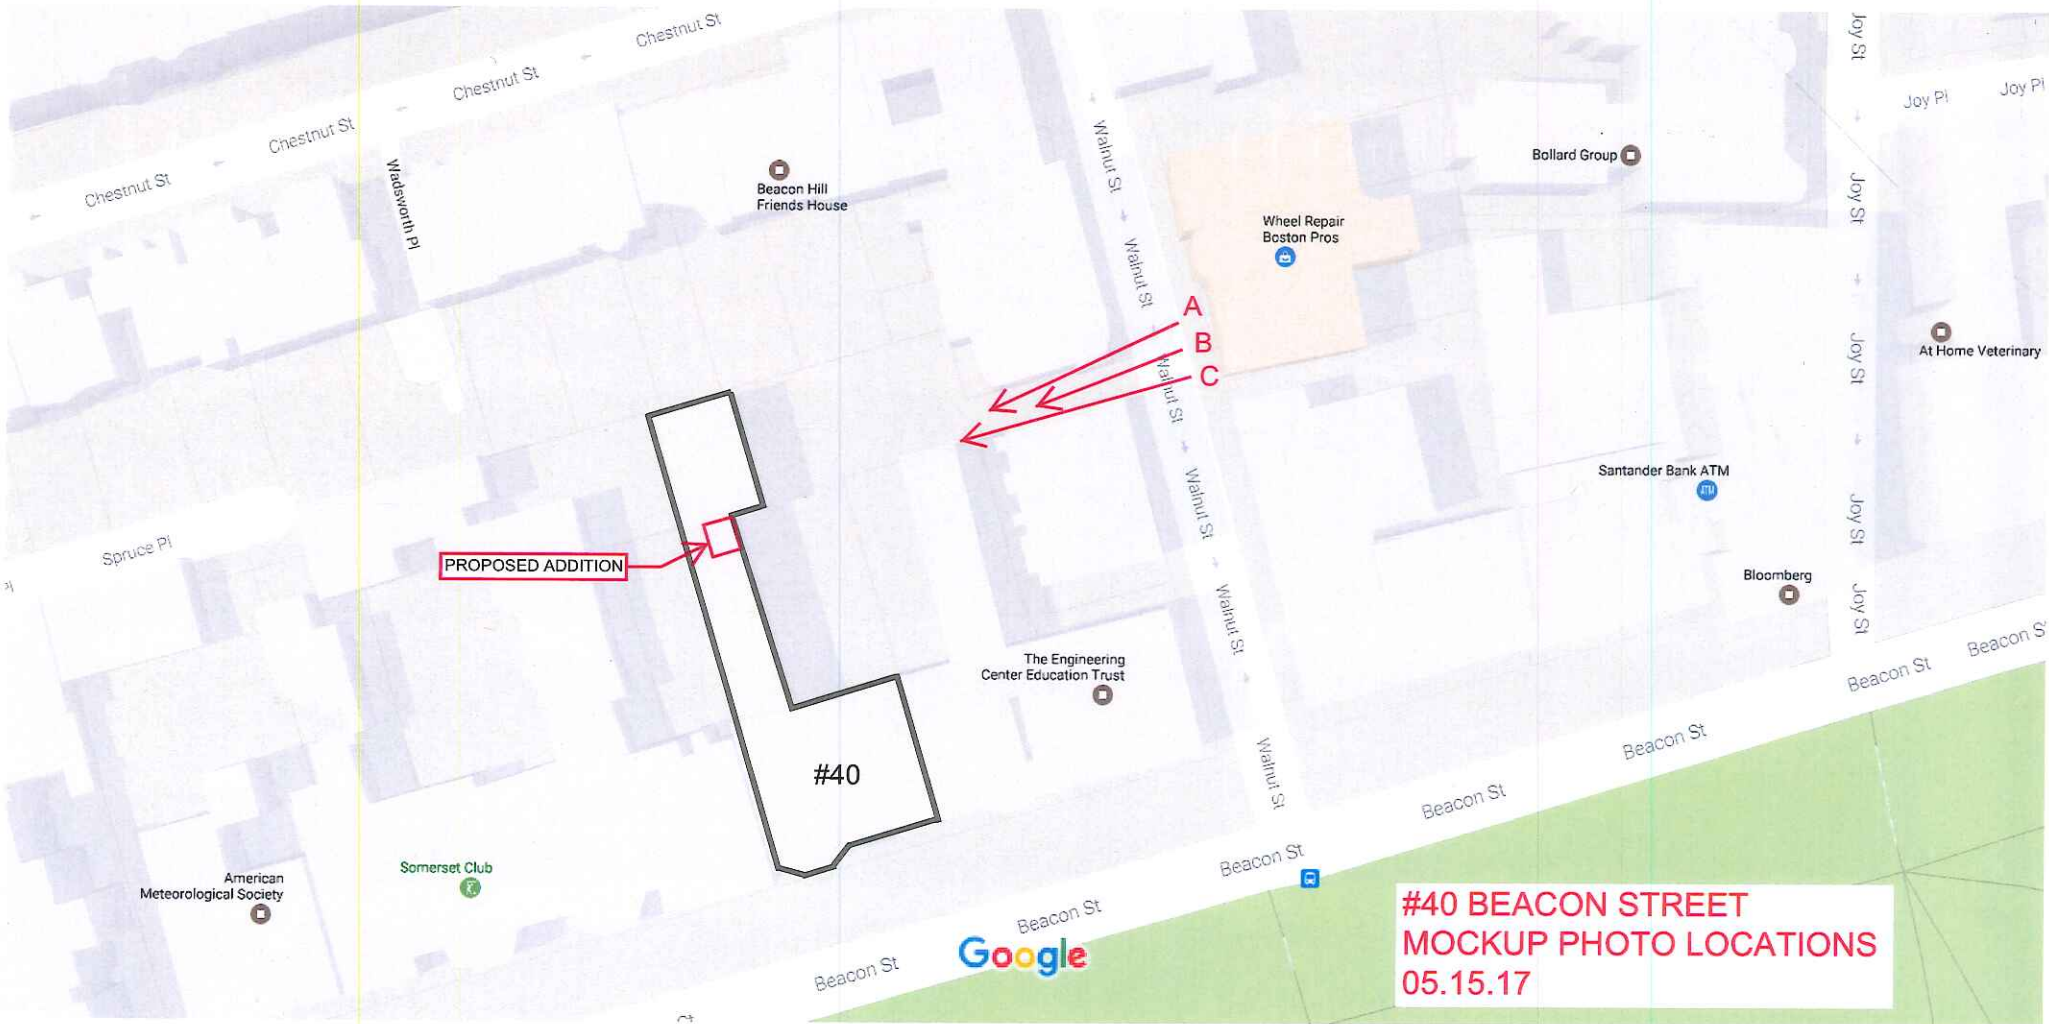 Chestnut St
Chestnut St
Chestnut St
Chestnut St
Wadsworth Pl
Beacon Hill
Friends House
Walnut St
Walnut St
Walnut St
Walnut St
Walnut St
Walnut St
Wheel Repair
Boston Pros
Bollard Group
Joy St
Joy St
Joy St
Joy St
Joy St
Joy Pl
Joy Pl
At Home Veterinary
A
B
C
Santander Bank ATM
ATM
Bloomberg
Spruce Pl
PROPOSED ADDITION
The Engineering
Center Education Trust
#40
Somerset Club
American
Meteorological Society
Beacon St
Beacon St
Beacon St
Beacon St
Beacon St
Beacon St
Beacon S
Google
#40 BEACON STREET
MOCKUP PHOTO LOCATIONS
05.15.17